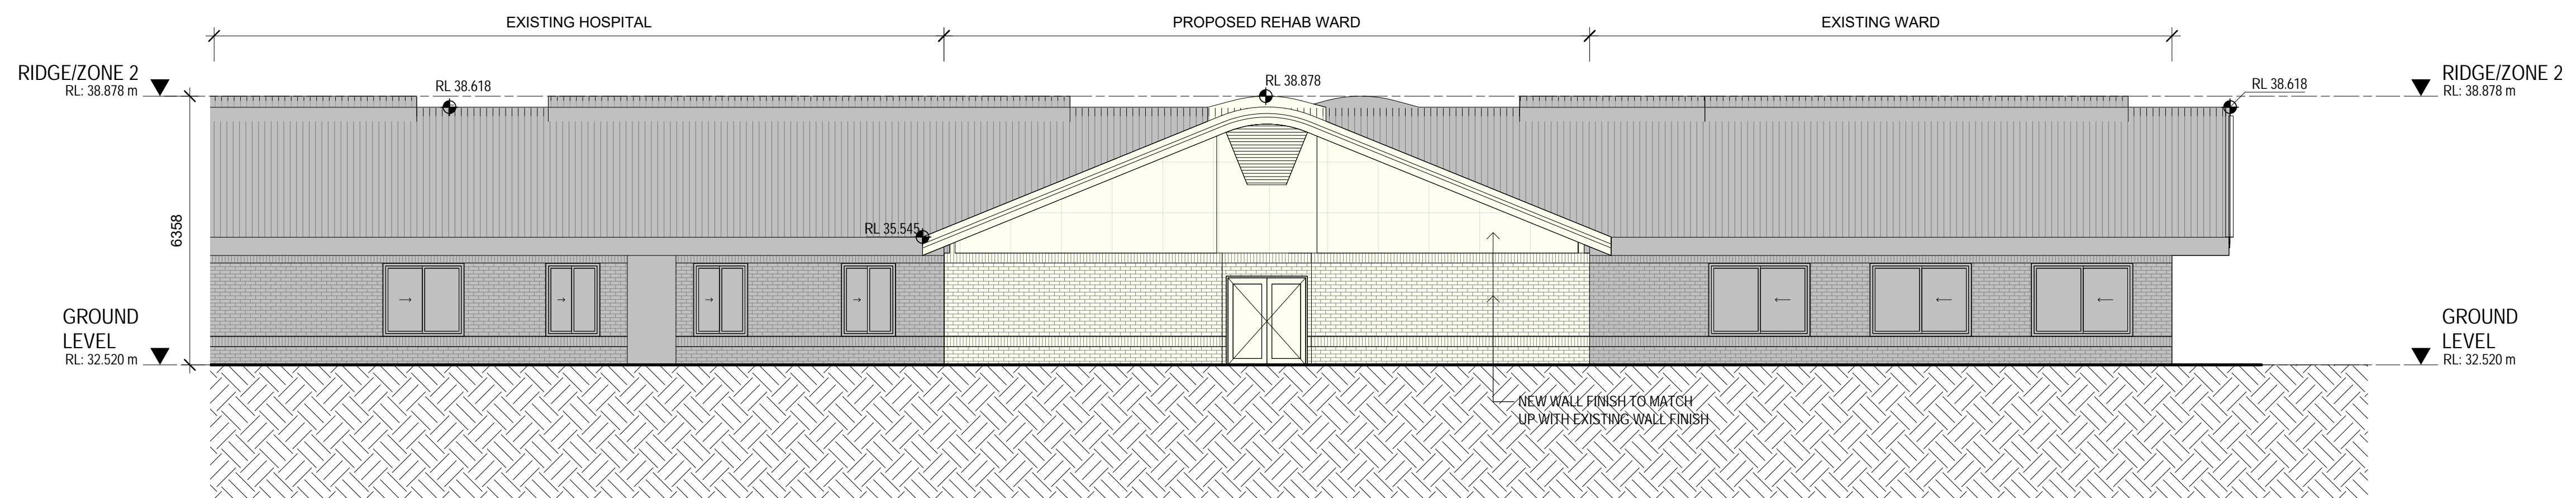 EXISTING HOSPITAL
PROPOSED REHAB WARD
EXISTING WARD
RIDGE/ZONE 2
RL: 38.878 m
RL 38.618
RL 38.878
RL 38.618
RIDGE/ZONE 2
RL: 38.878 m
6358
RL 35.545
GROUND
LEVEL
RL: 32.520 m
GROUND
LEVEL
RL: 32.520 m
NEW WALL FINISH TO MATCH
UP WITH EXISTING WALL FINISH